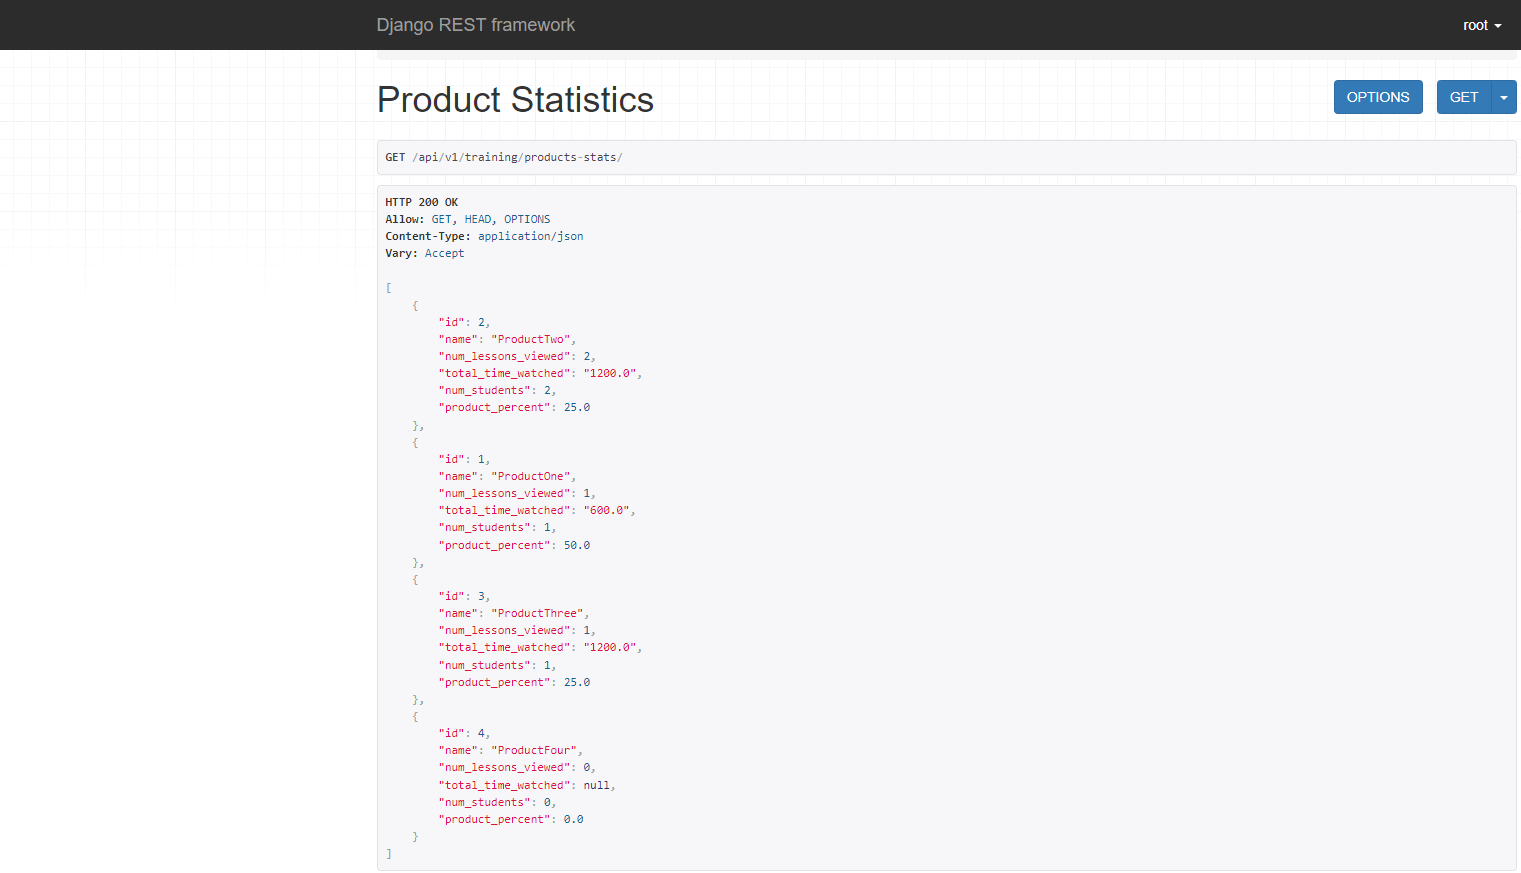 Django REST framework
root
Product Statistics
OPTIONS
GET
GET /api/v1/training/products-stats/
HTTP 200 OK
Allow: GET, HEAD, OPTIONS
Content-Type: application/json
Vary: Accept
[
    {
        "id": 2,
        "name": "ProductTwo",
        "num_lessons_viewed": 2,
        "total_time_watched": "1200.0",
        "num_students": 2,
        "product_percent": 25.0
    },
    {
        "id": 1,
        "name": "ProductOne",
        "num_lessons_viewed": 1,
        "total_time_watched": "600.0",
        "num_students": 1,
        "product_percent": 50.0
    },
    {
        "id": 3,
        "name": "ProductThree",
        "num_lessons_viewed": 1,
        "total_time_watched": "1200.0",
        "num_students": 1,
        "product_percent": 25.0
    },
    {
        "id": 4,
        "name": "ProductFour",
        "num_lessons_viewed": 0,
        "total_time_watched": null,
        "num_students": 0,
        "product_percent": 0.0
    }
]